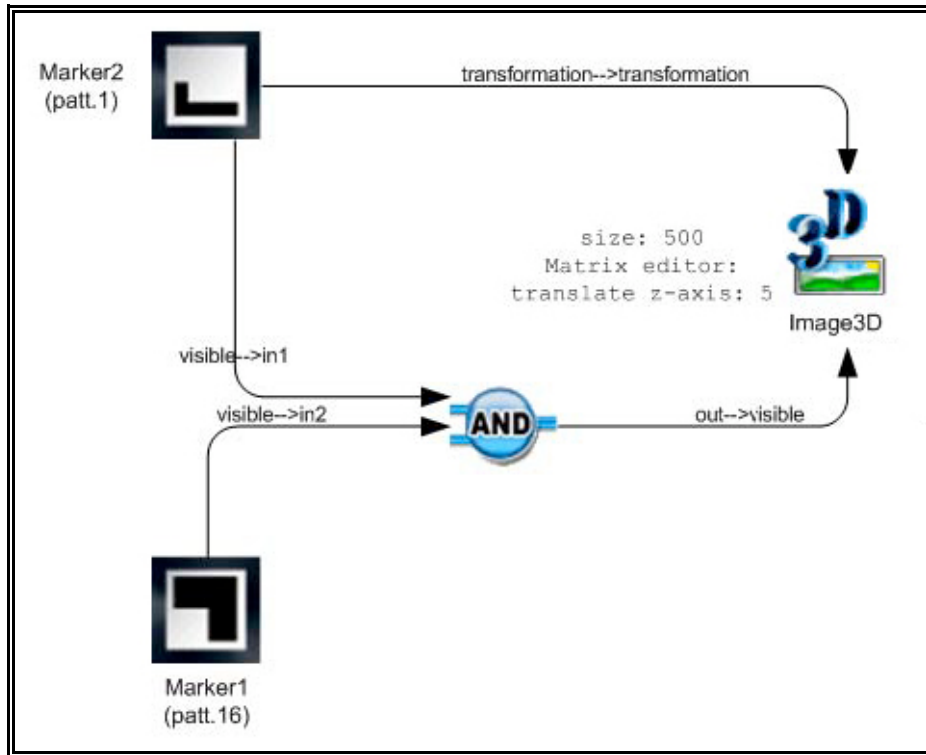 Marker2
(patt.1)
transformation-->transformation
3D
size: 500
Matrix editor:
translate z-axis: 5
Image3D
visible-->in1
visible-->in2
AND
out-->visible
Marker1
(patt.16)